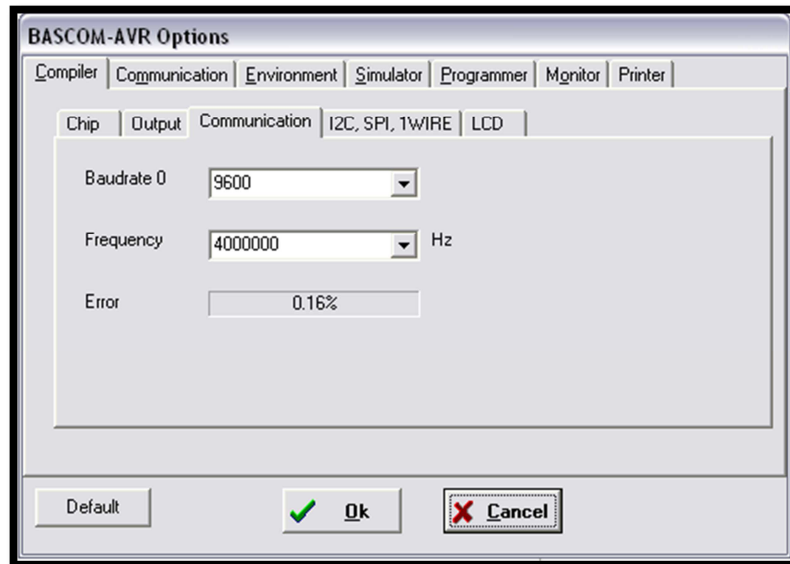 BASCOM-AVR Options
Compiler Communication Environment Simulator Programmer Monitor Printer
Chip Output Communication I2C, SPI, 1WIRE LCD
Baudrate 0 9600
Frequency 4000000 Hz
Error 0.16%
Default Ok Cancel